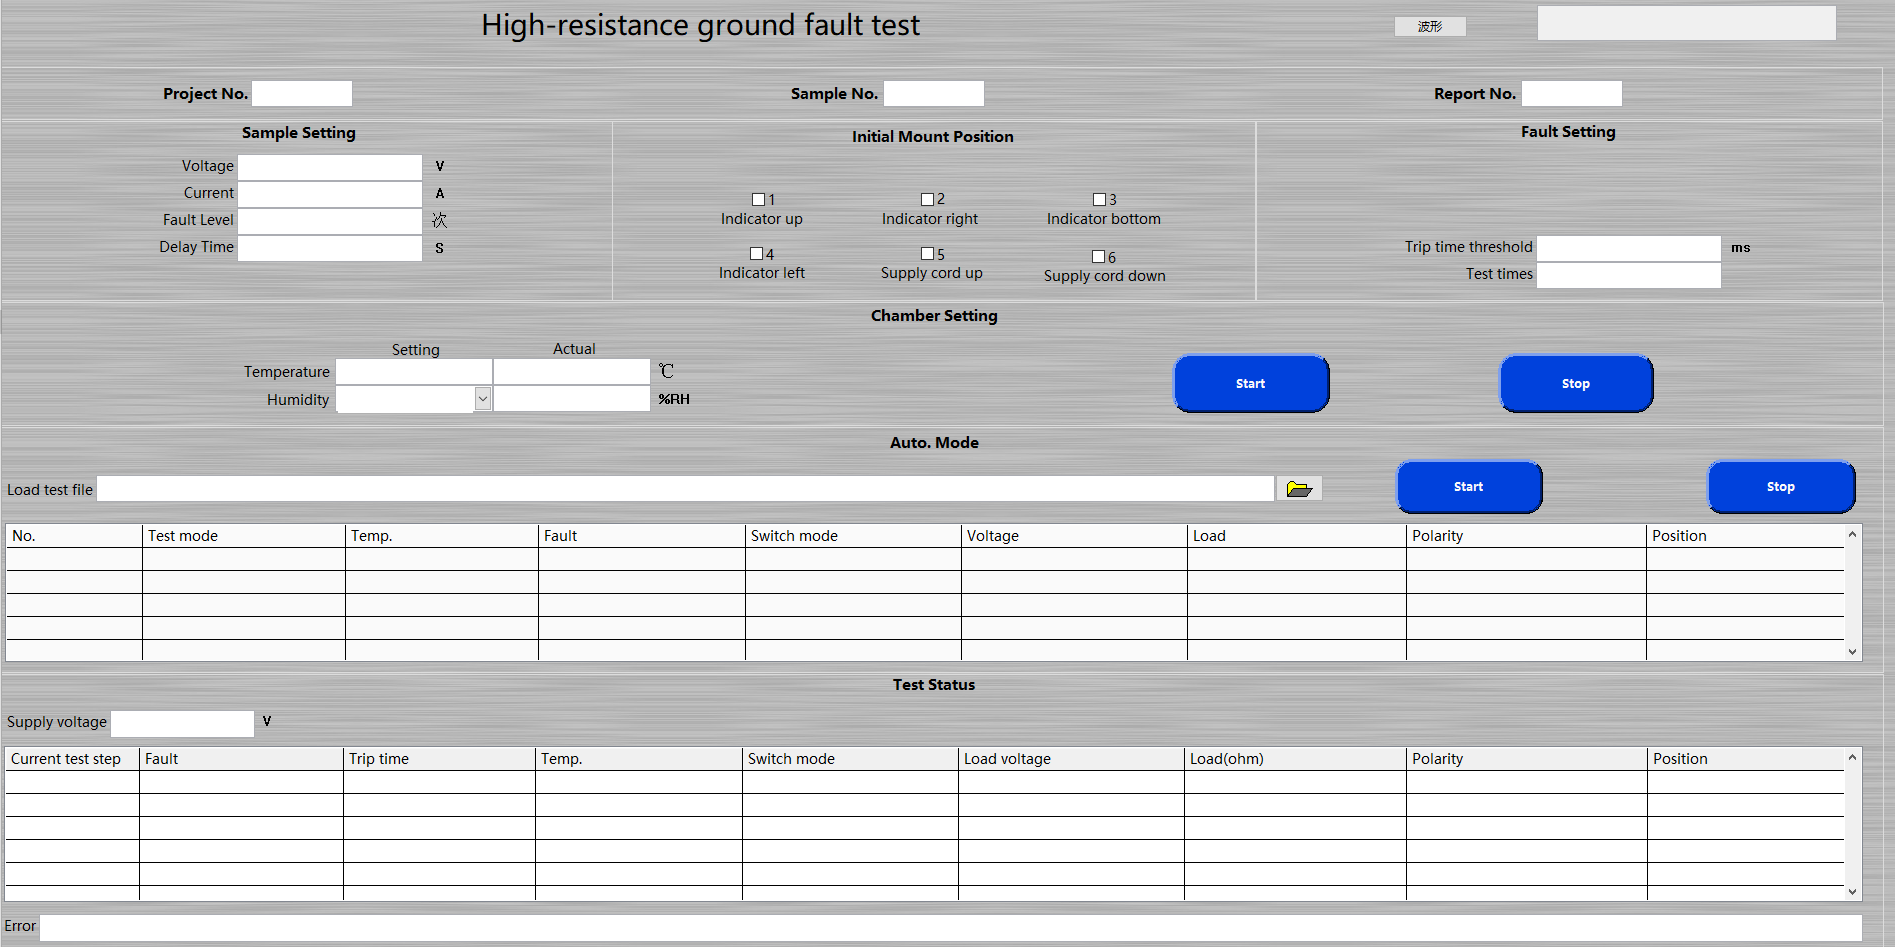 High-resistance ground fault test
波形
Project No.
Sample No.
Report No.
Sample Setting
Voltage V
Current A
Fault Level 次
Delay Time S
Initial Mount Position
1 2 3
Indicator up Indicator right Indicator bottom
4 5 6
Indicator left Supply cord up Supply cord down
Fault Setting
Trip time threshold ms
Test times
Chamber Setting
Setting Actual
Temperature ℃
Humidity %RH
Start Stop
Auto. Mode
Load test file
Start Stop
No. Test mode Temp. Fault Switch mode Voltage Load Polarity Position
Test Status
Supply voltage V
Current test step Fault Trip time Temp. Switch mode Load voltage Load(ohm) Polarity Position
Error